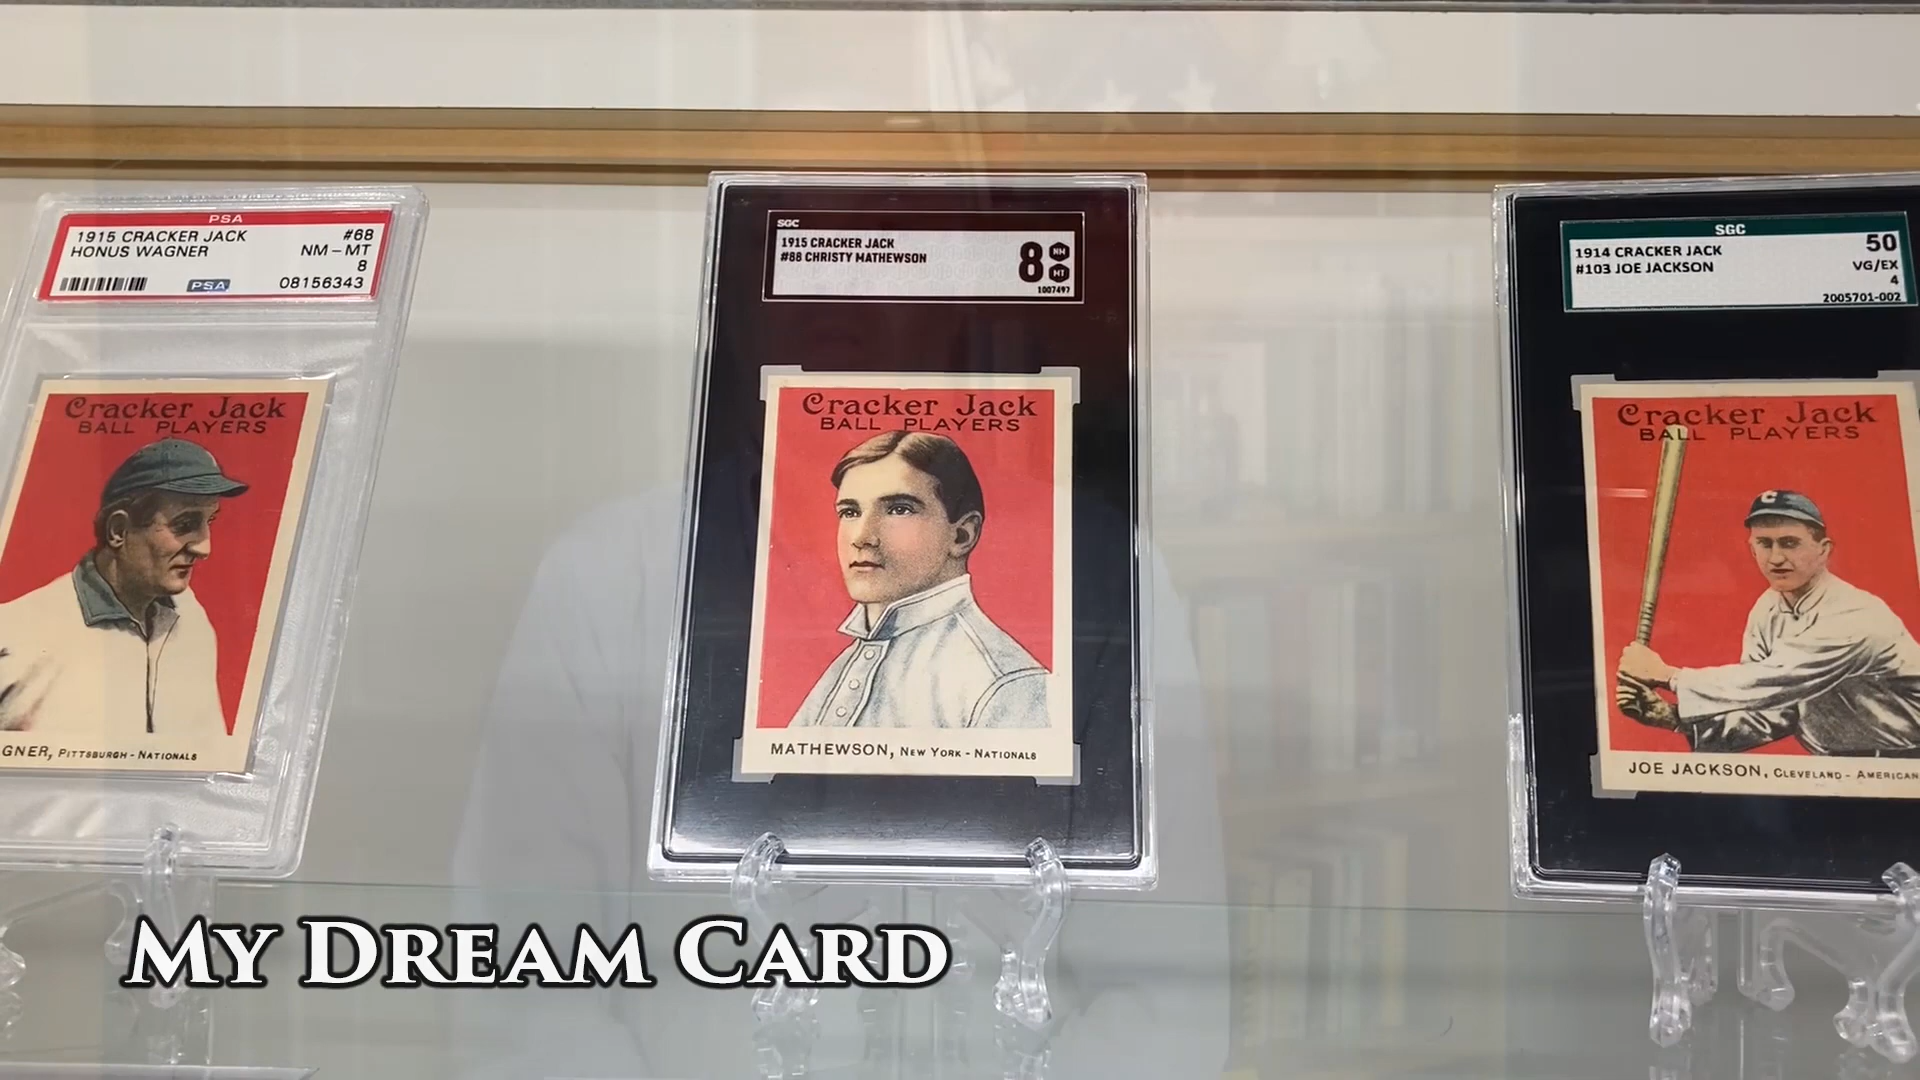 PSA
1915 CRACKER JACK #68
HONUS WAGNER NM - MT
8
PSA 08156343
Cracker Jack
BALL PLAYERS
GNER, PITTSBURGH - NATIONALS
SGC
1915 CRACKER JACK
#88 CHRISTY MATHEWSON
8 NM MT
1007497
Cracker Jack
BALL PLAYERS
MATHEWSON, NEW YORK - NATIONALS
SGC
1914 CRACKER JACK 50
#103 JOE JACKSON VG/EX
4
2005701-002
Cracker Jack
BALL PLAYERS
C
JOE JACKSON, CLEVELAND - AMERICAN
MY DREAM CARD